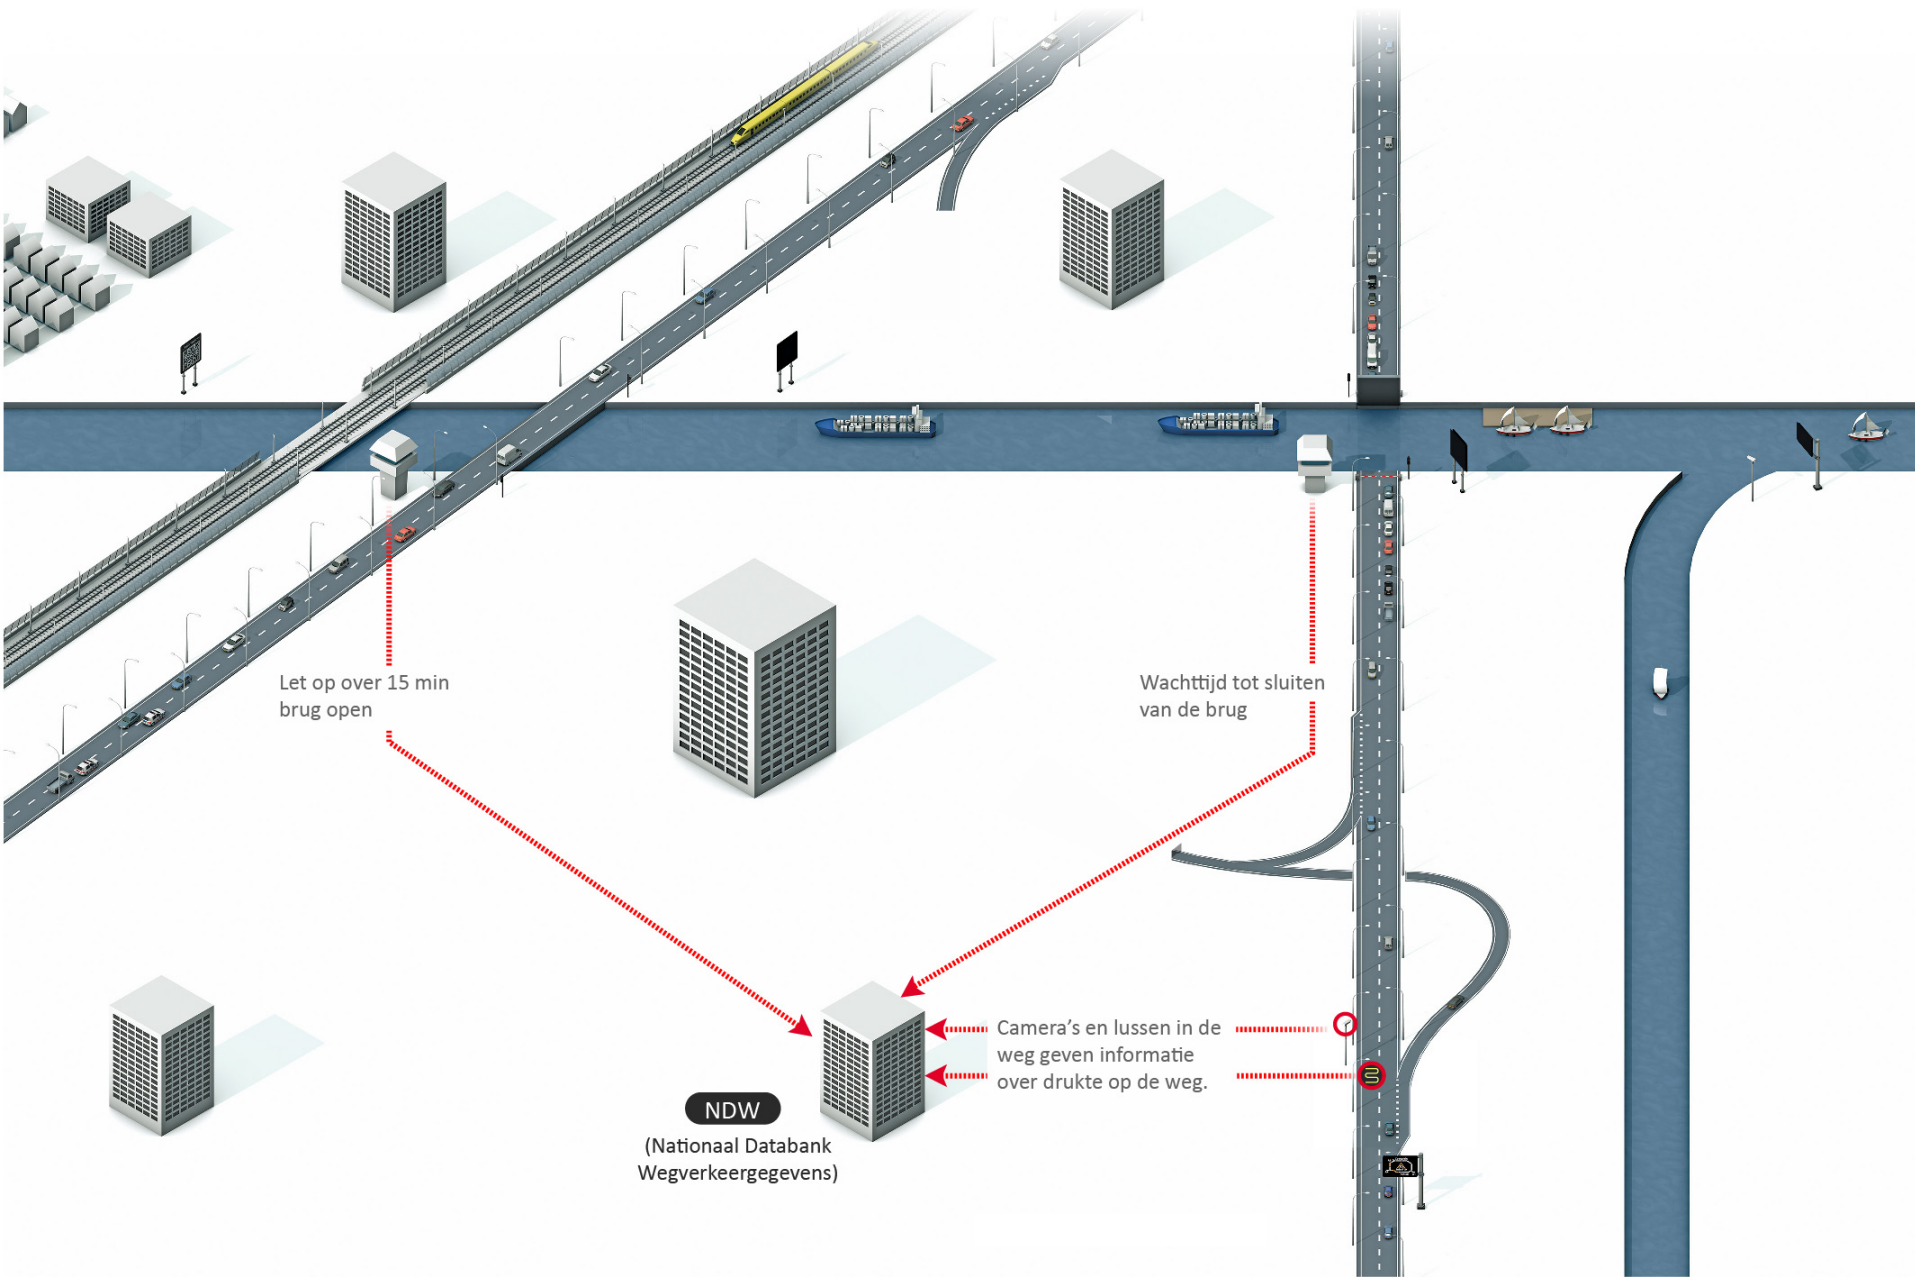 Let op over 15 min
brug open
Wachttijd tot sluiten
van de brug
Camera’s en lussen in de
weg geven informatie
over drukte op de weg.
NDW
(Nationaal Databank
Wegverkeergegevens)